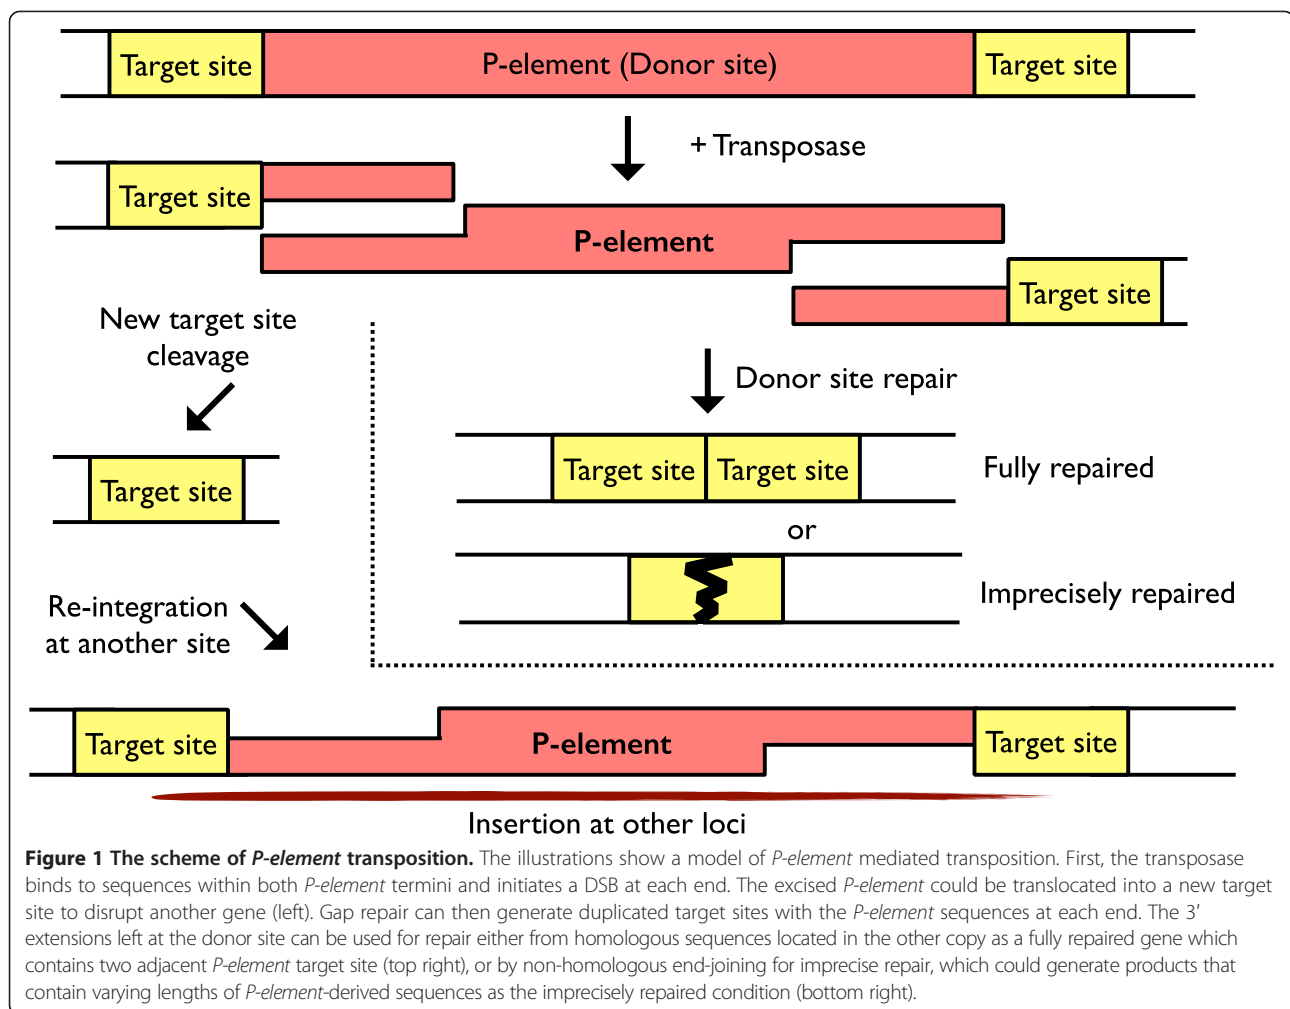 Target site P-element (Donor site) Target site
+ Transposase
Target site
P-element
Target site
New target site
cleavage
Donor site repair
Target site Target site Fully repaired
Target site
or
Imprecisely repaired
Re-integration
at another site
Target site P-element Target site
Insertion at other loci
Figure 1 The scheme of P-element transposition. The illustrations show a model of P-element mediated transposition. First, the transposase
binds to sequences within both P-element termini and initiates a DSB at each end. The excised P-element could be translocated into a new target
site to disrupt another gene (left). Gap repair can then generate duplicated target sites with the P-element sequences at each end. The 3′
extensions left at the donor site can be used for repair either from homologous sequences located in the other copy as a fully repaired gene which
contains two adjacent P-element target site (top right), or by non-homologous end-joining for imprecise repair, which could generate products that
contain varying lengths of P-element-derived sequences as the imprecisely repaired condition (bottom right).